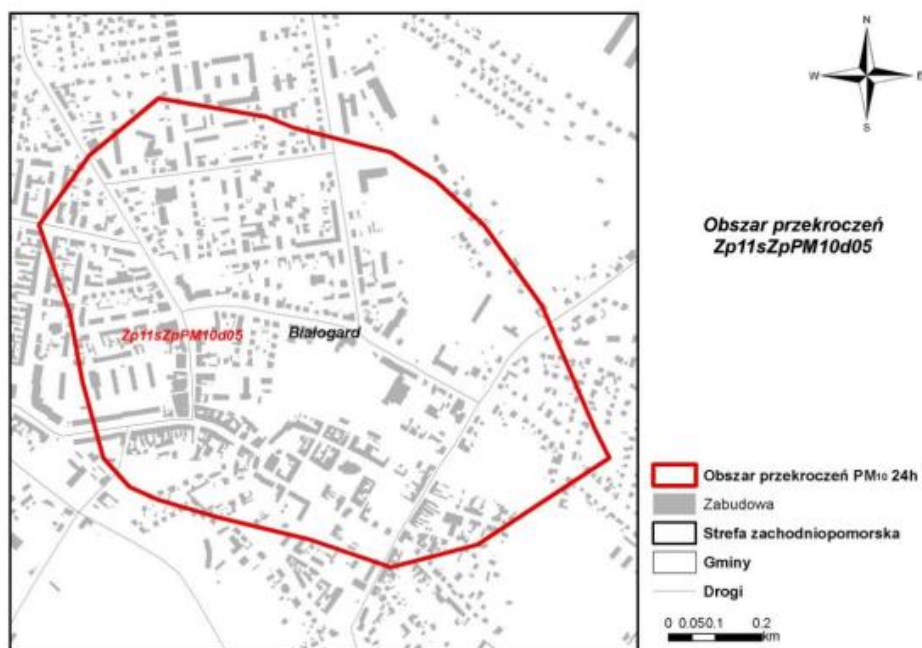 N
W E
S
Obszar przekroczeń
Zp11sZpPM10d05
Zp11sZpPM10d05
Białogard
Obszar przekroczeń PM10 24h
Zabudowa
Strefa zachodniopomorska
Gminy
Drogi
0 0.050.1 0.2
km